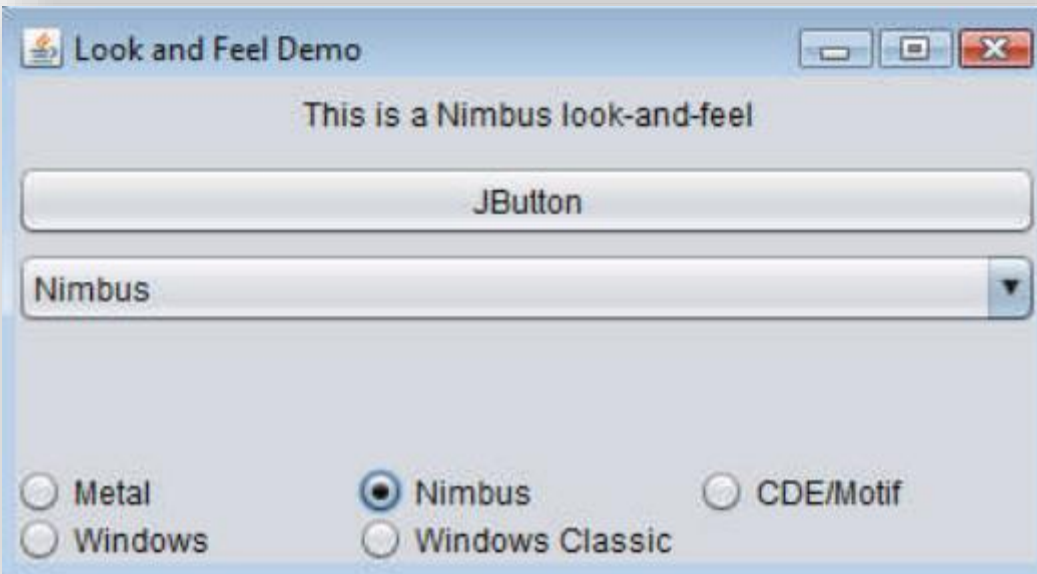 Look and Feel Demo
This is a Nimbus look-and-feel
JButton
Nimbus
Metal Nimbus CDE/Motif
Windows Windows Classic